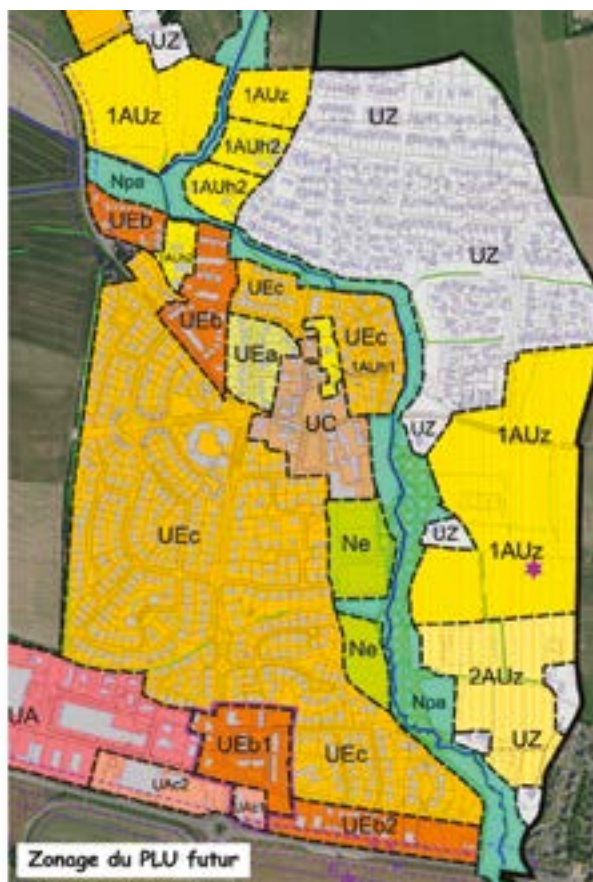 UZ
1AUz
1AUz
UZ
1AUh2
Npa
1AUh2
UEb
UEc
UZ
UEb
UEc
UEa
1AUh1
UC
UZ
1AUz
UEc
Ne
UZ
1AUz
Ne
2AUz
Npa
UA
UEb1
UEc
UZ
UAc2
UEb2
Zonage du PLU futur